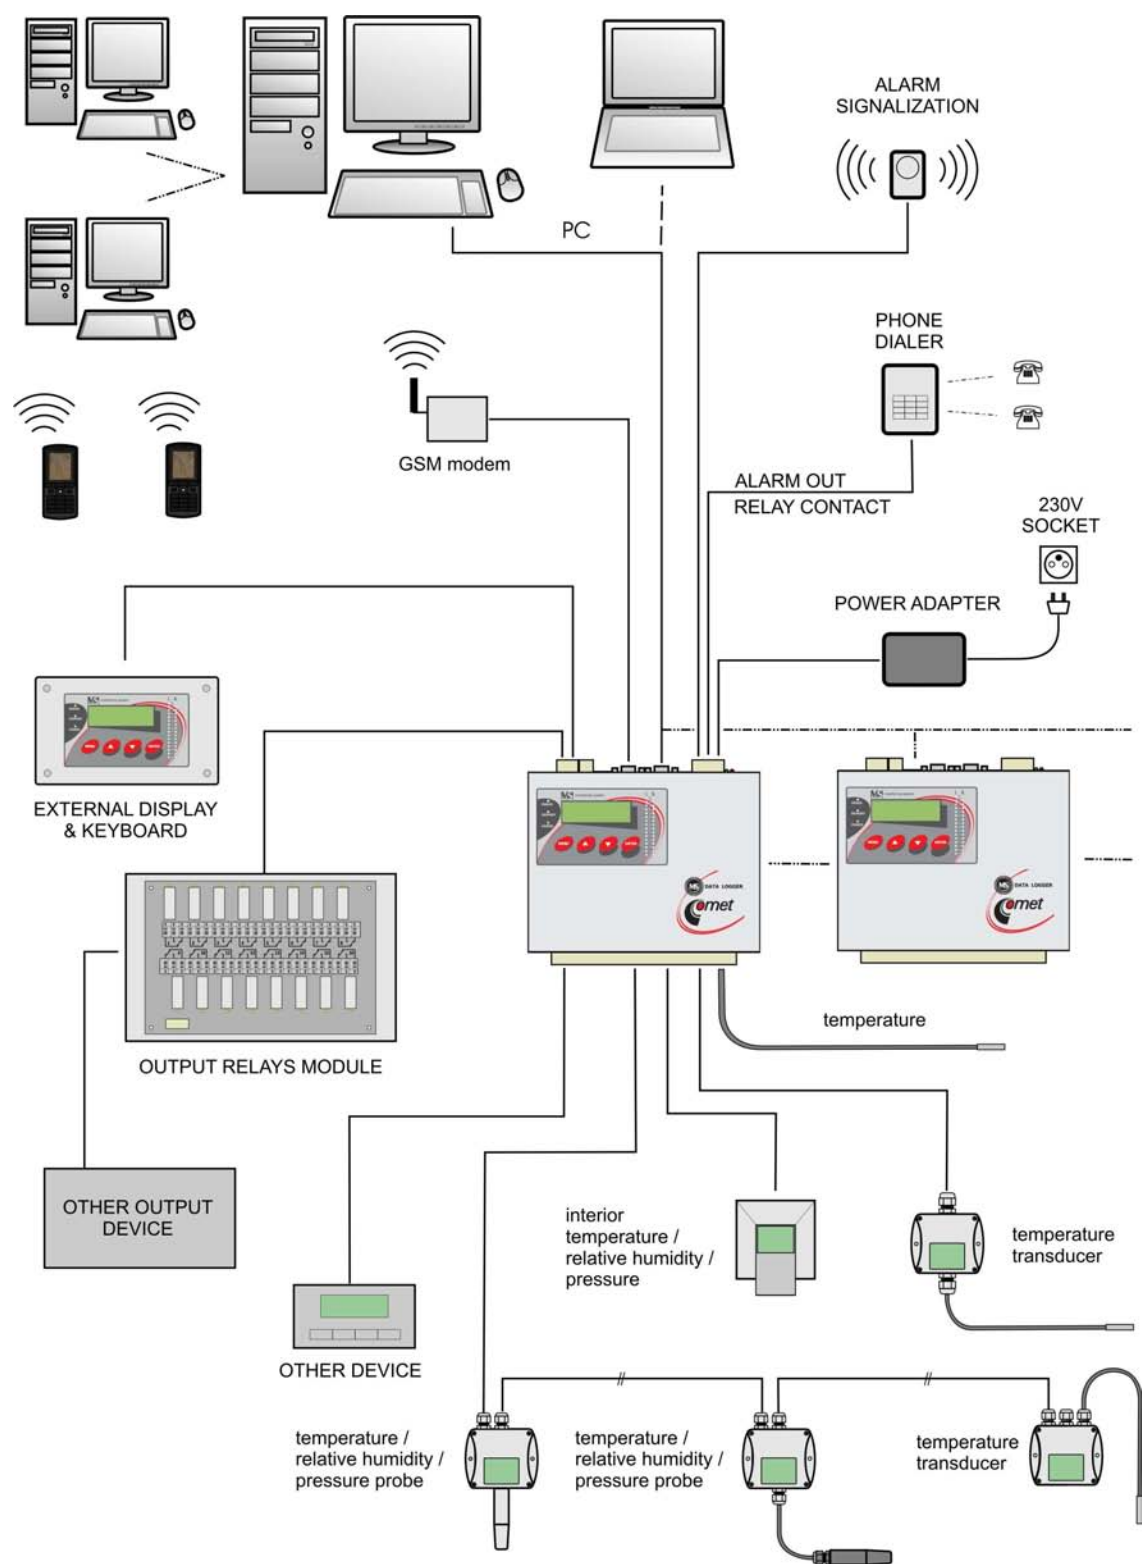 ALARM
SIGNALIZATION
PC
PHONE
DIALER
GSM modem
ALARM OUT
RELAY CONTACT
230V
SOCKET
POWER ADAPTER
EXTERNAL DISPLAY
& KEYBOARD
DATA LOGGER
Comet
DATA LOGGER
Comet
OUTPUT RELAYS MODULE
temperature
OTHER OUTPUT
DEVICE
interior
temperature /
relative humidity /
pressure
temperature
transducer
OTHER DEVICE
temperature /
relative humidity /
pressure probe
temperature /
relative humidity /
pressure probe
temperature
transducer